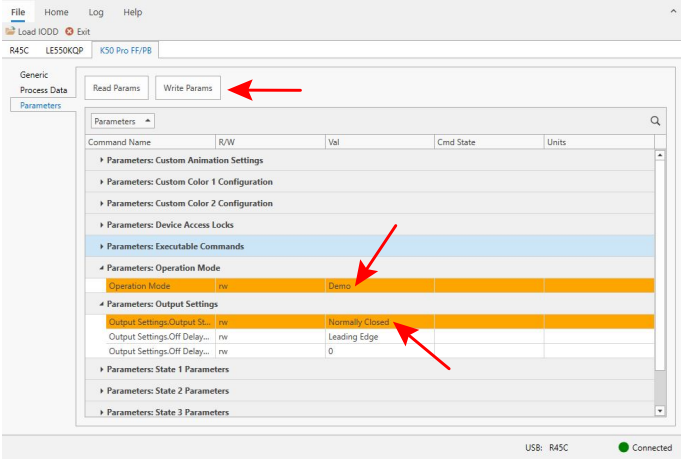 File Home Log Help
Load IODD Exit
R45C LE550KQP K50 Pro FF/PB
Generic
Process Data
Parameters
Read Params Write Params
Parameters
Command Name R/W Val Cmd State Units
Parameters: Custom Animation Settings
Parameters: Custom Color 1 Configuration
Parameters: Custom Color 2 Configuration
Parameters: Device Access Locks
Parameters: Executable Commands
Parameters: Operation Mode
Operation Mode rw Demo
Parameters: Output Settings
Output Settings.Output St... rw Normally Closed
Output Settings.Off Delay... rw Leading Edge
Output Settings.Off Delay... rw 0
Parameters: State 1 Parameters
Parameters: State 2 Parameters
Parameters: State 3 Parameters
USB: R45C Connected